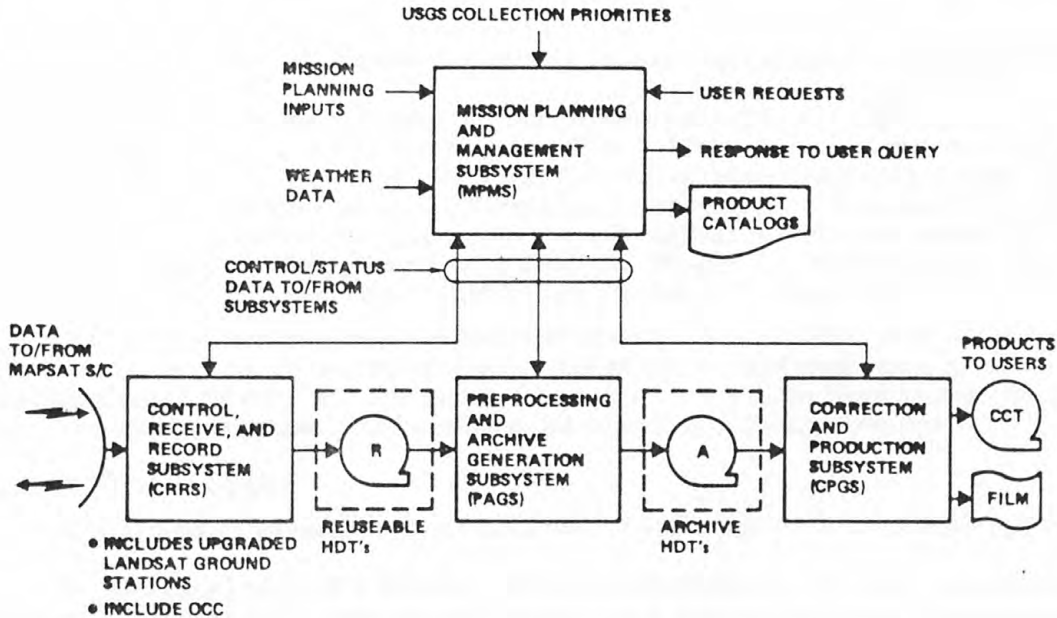 USGS COLLECTION PRIORITIES
MISSION
PLANNING
INPUTS
WEATHER
DATA
MISSION PLANNING
AND
MANAGEMENT
SUBSYSTEM
(MPMS)
USER REQUESTS
RESPONSE TO USER QUERY
PRODUCT
CATALOGS
CONTROL/STATUS
DATA TO/FROM
SUBSYSTEMS
DATA
TO/FROM
MAPSAT S/C
CONTROL,
RECEIVE, AND
RECORD
SUBSYSTEM
(CRRS)
R
REUSEABLE
HDT's
PREPROCESSING
AND
ARCHIVE
GENERATION
SUBSYSTEM
(PAGS)
A
ARCHIVE
HDT's
CORRECTION
AND
PRODUCTION
SUBSYSTEM
(CPGS)
PRODUCTS
TO USERS
CCT
FILM
• INCLUDES UPGRADED
LANDSAT GROUND
STATIONS
• INCLUDE OCC